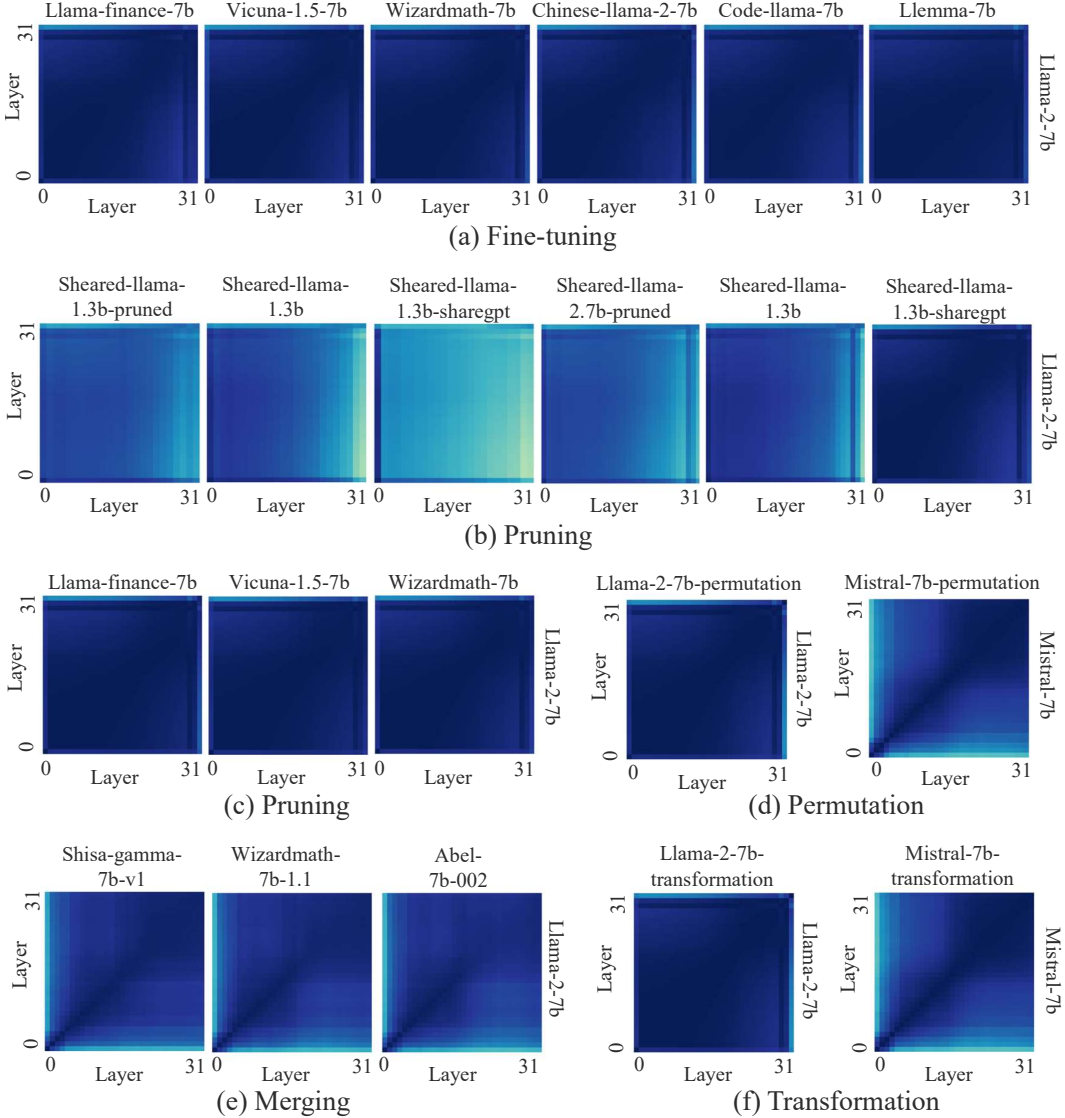 Llama-finance-7b Vicuna-1.5-7b Wizardmath-7b Chinese-llama-2-7b Code-llama-7b Llemma-7b
31
Layer
0
Llama-2-7b
0 31 0 31 0 31 0 31 0 31 0 31
Layer Layer Layer Layer Layer Layer
(a) Fine-tuning
Sheared-llama- Sheared-llama- Sheared-llama- Sheared-llama- Sheared-llama- Sheared-llama-
1.3b-pruned 1.3b 1.3b-sharegpt 2.7b-pruned 1.3b 1.3b-sharegpt
31
Layer
0
Llama-2-7b
0 31 0 31 0 31 0 31 0 31 0 31
Layer Layer Layer Layer Layer Layer
(b) Pruning
Llama-finance-7b Vicuna-1.5-7b Wizardmath-7b
31
Layer
0
Llama-2-7b
0 31 0 31 0 31
Layer Layer Layer
(c) Pruning
Llama-2-7b-permutation Mistral-7b-permutation
31 31
Layer Layer
0 0
Llama-2-7b Mistral-7b
0 31 0 31
Layer Layer
(d) Permutation
Shisa-gamma- Wizardmath- Abel-
7b-v1 7b-1.1 7b-002
31
Layer
0
Llama-2-7b
0 31 0 31 0 31
Layer Layer Layer
(e) Merging
Llama-2-7b- Mistral-7b-
transformation transformation
31 31
Layer Layer
0 0
Llama-2-7b Mistral-7b
0 31 0 31
Layer Layer
(f) Transformation